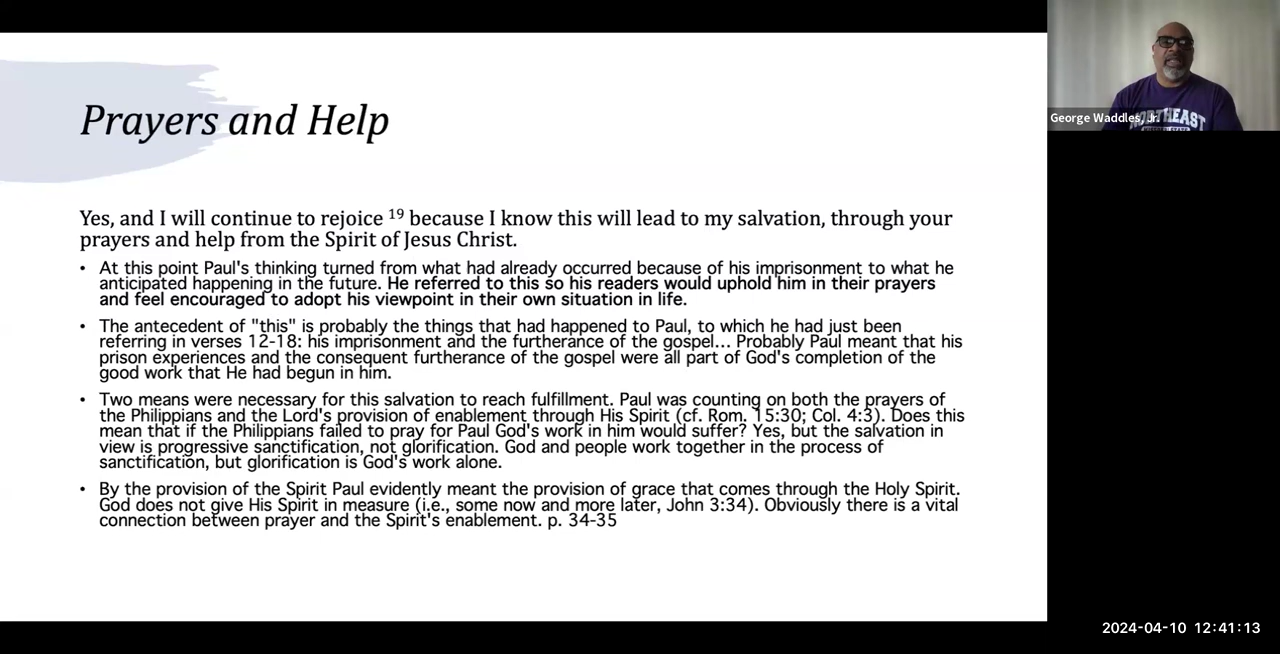 Prayers and Help
Yes, and I will continue to rejoice ¹⁹ because I know this will lead to my salvation, through your
prayers and help from the Spirit of Jesus Christ.
• At this point Paul's thinking turned from what had already occurred because of his imprisonment to what he
anticipated happening in the future. He referred to this so his readers would uphold him in their prayers
and feel encouraged to adopt his viewpoint in their own situation in life.
• The antecedent of "this" is probably the things that had happened to Paul, to which he had just been
referring in verses 12-18: his imprisonment and the furtherance of the gospel... Probably Paul meant that his
prison experiences and the consequent furtherance of the gospel were all part of God's completion of the
good work that He had begun in him.
• Two means were necessary for this salvation to reach fulfillment. Paul was counting on both the prayers of
the Philippians and the Lord's provision of enablement through His Spirit (cf. Rom. 15:30; Col. 4:3). Does this
mean that if the Philippians failed to pray for Paul God's work in him would suffer? Yes, but the salvation in
view is progressive sanctification, not glorification. God and people work together in the process of
sanctification, but glorification is God's work alone.
• By the provision of the Spirit Paul evidently meant the provision of grace that comes through the Holy Spirit.
God does not give His Spirit in measure (i.e., some now and more later, John 3:34). Obviously there is a vital
connection between prayer and the Spirit's enablement. p. 34-35
NORTHEAST
George Waddles, Jr.
2024-04-10 12:41:13